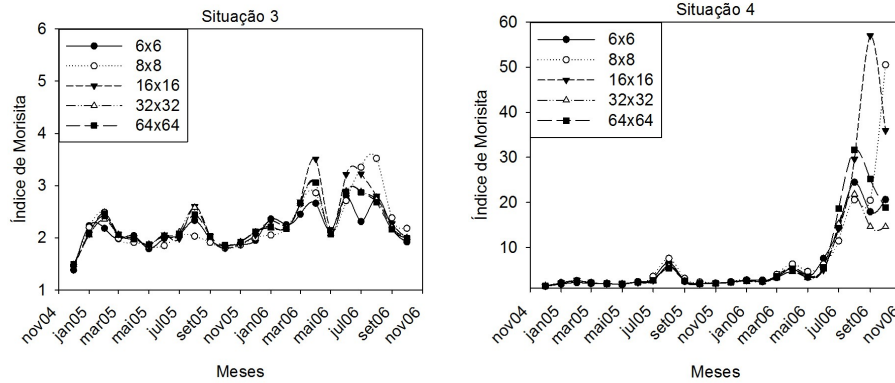 Situação 3
6x6
8x8
16x16
32x32
64x64
Índice de Morisita
6
5
4
3
2
1
nov04
jan05
mar05
mai05
jul05
set05
nov05
jan06
mar06
mai06
jul06
set06
nov06
Meses
Situação 4
6x6
8x8
16x16
32x32
64x64
Índice de Morisita
60
50
40
30
20
10
nov04
jan05
mar05
mai05
jul05
set05
nov05
jan06
mar06
mai06
jul06
set06
nov06
Meses